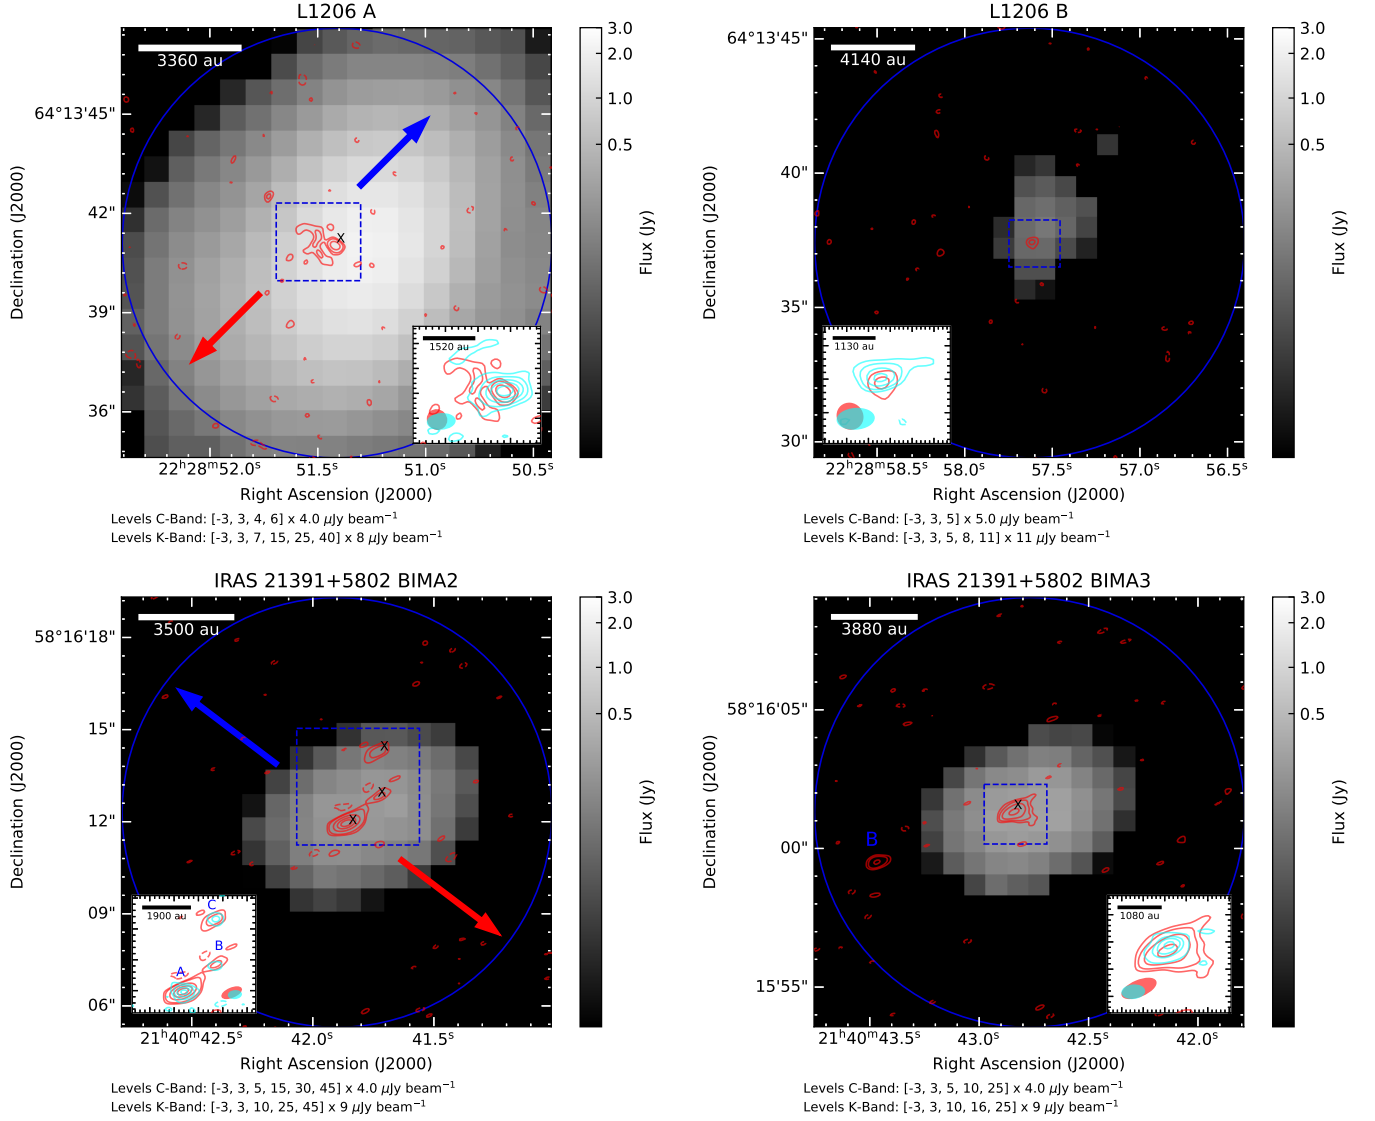 L1206 A
3360 au
64°13'45"
42"
39"
36"
Declination (J2000)
1520 au
22ʰ28ᵐ52.0ˢ 51.5ˢ 51.0ˢ 50.5ˢ
Right Ascension (J2000)
3.0
2.0
1.0
0.5
Flux (Jy)
X
Levels C-Band: [-3, 3, 4, 6] x 4.0 μJy beam⁻¹
Levels K-Band: [-3, 3, 7, 15, 25, 40] x 8 μJy beam⁻¹
L1206 B
4140 au
64°13'45"
40"
35"
30"
Declination (J2000)
1130 au
22ʰ28ᵐ58.5ˢ 58.0ˢ 57.5ˢ 57.0ˢ 56.5ˢ
Right Ascension (J2000)
3.0
2.0
1.0
0.5
Flux (Jy)
Levels C-Band: [-3, 3, 5] x 5.0 μJy beam⁻¹
Levels K-Band: [-3, 3, 5, 8, 11] x 11 μJy beam⁻¹
IRAS 21391+5802 BIMA2
3500 au
58°16'18"
15"
12"
09"
06"
Declination (J2000)
X
X
X
1900 au
C
B
A
21ʰ40ᵐ42.5ˢ 42.0ˢ 41.5ˢ
Right Ascension (J2000)
3.0
2.0
1.0
0.5
Flux (Jy)
Levels C-Band: [-3, 3, 5, 15, 30, 45] x 4.0 μJy beam⁻¹
Levels K-Band: [-3, 3, 10, 25, 45] x 9 μJy beam⁻¹
IRAS 21391+5802 BIMA3
3880 au
58°16'05"
00"
15'55"
Declination (J2000)
X
B
1080 au
21ʰ40ᵐ43.5ˢ 43.0ˢ 42.5ˢ 42.0ˢ
Right Ascension (J2000)
3.0
2.0
1.0
0.5
Flux (Jy)
Levels C-Band: [-3, 3, 5, 10, 25] x 4.0 μJy beam⁻¹
Levels K-Band: [-3, 3, 10, 16, 25] x 9 μJy beam⁻¹